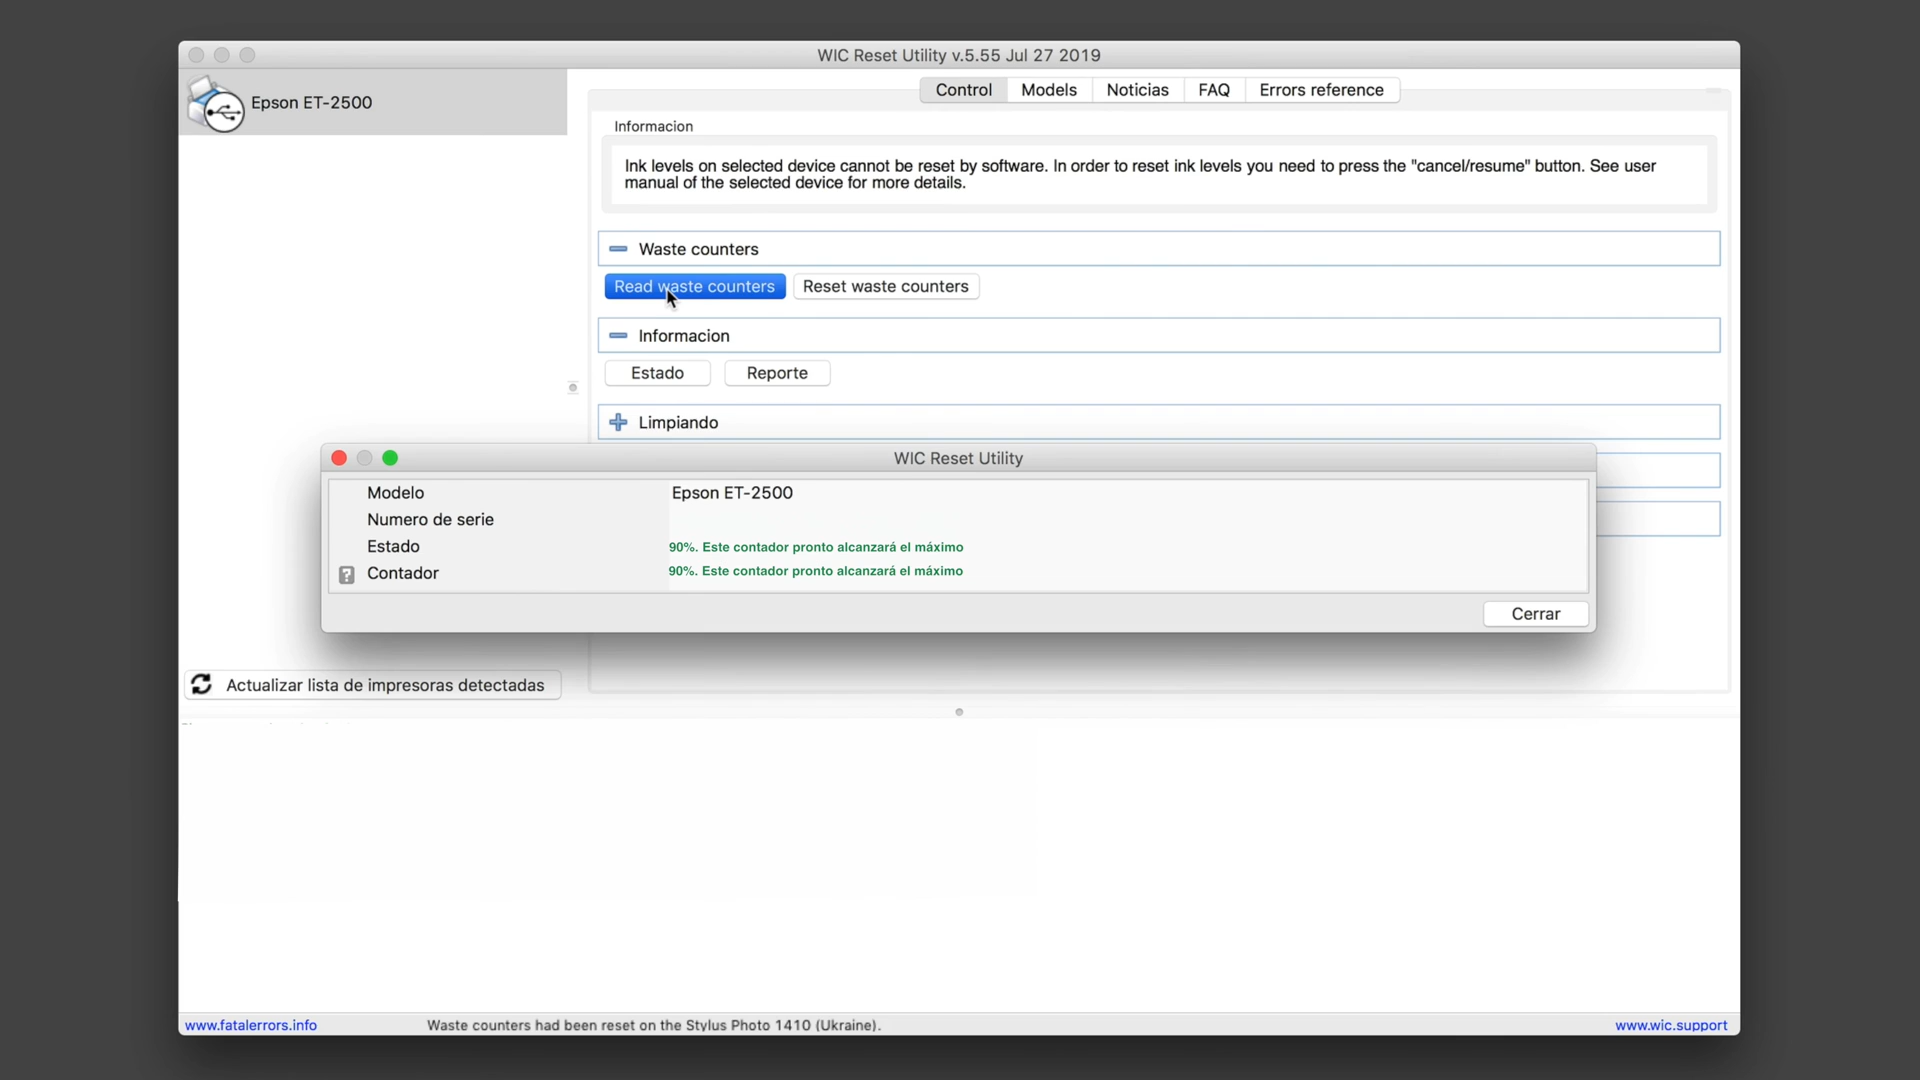 WIC Reset Utility v.5.55 Jul 27 2019
Epson ET-2500
Control Models Noticias FAQ Errors reference
Informacion
Ink levels on selected device cannot be reset by software. In order to reset ink levels you need to press the "cancel/resume" button. See user
manual of the selected device for more details.
Waste counters
Read waste counters Reset waste counters
Informacion
Estado Reporte
Limpiando
WIC Reset Utility
Modelo Epson ET-2500
Numero de serie
Estado 90%. Este contador pronto alcanzará el máximo
? Contador 90%. Este contador pronto alcanzará el máximo
Cerrar
Actualizar lista de impresoras detectadas
www.fatalerrors.info Waste counters had been reset on the Stylus Photo 1410 (Ukraine). www.wic.support